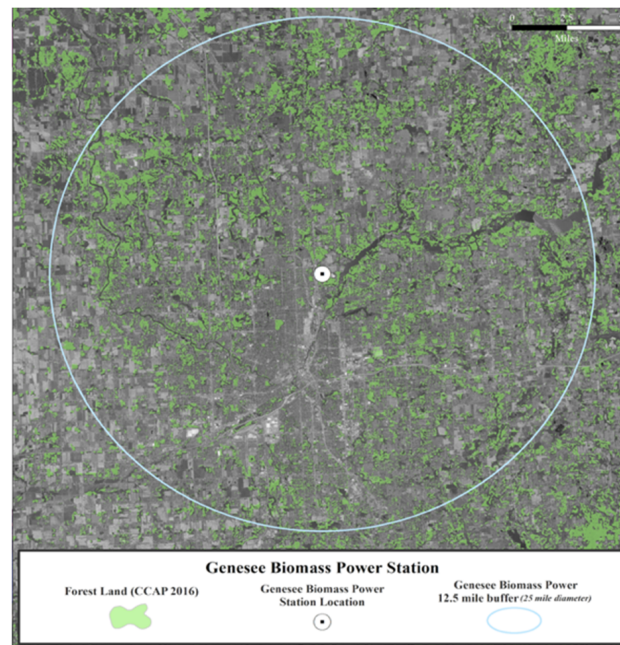 0
Miles
Genesee Biomass Power Station
Forest Land (CCAP 2016)
Genesee Biomass Power
Station Location
Genesee Biomass Power
12.5 mile buffer (25 mile diameter)